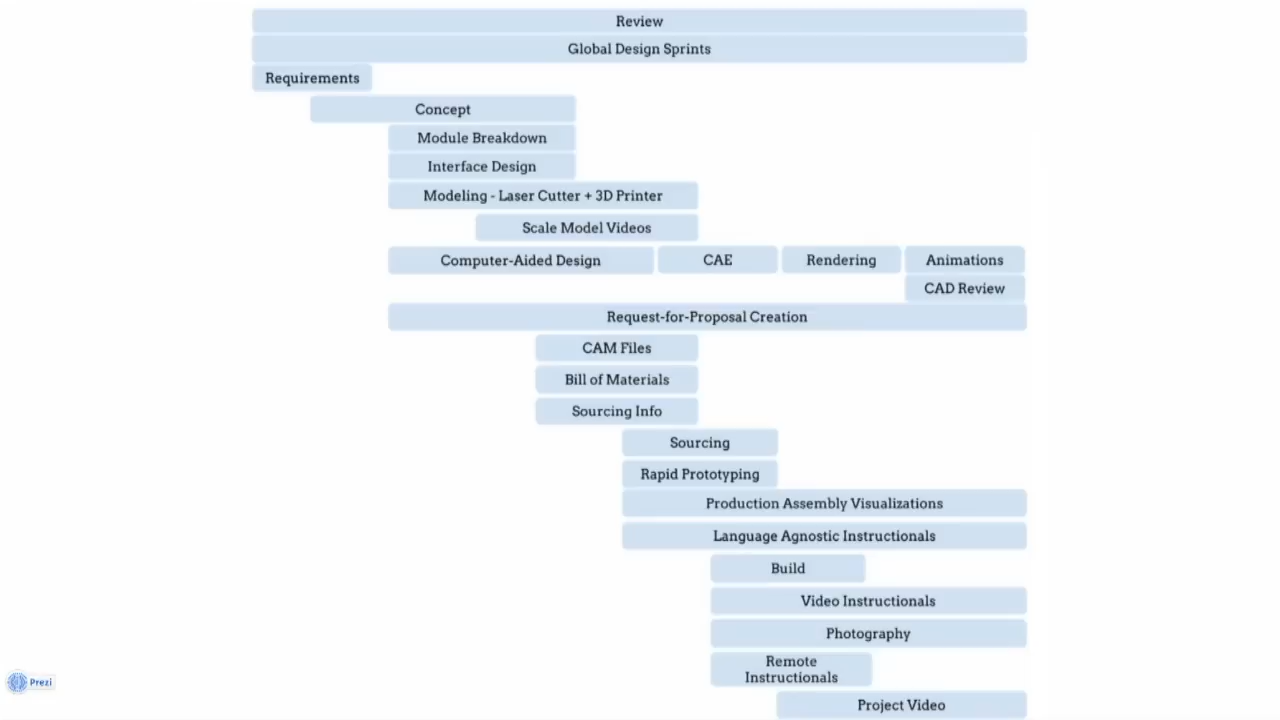 Review
Global Design Sprints
Requirements
Concept
Module Breakdown
Interface Design
Modeling - Laser Cutter + 3D Printer
Scale Model Videos
Computer-Aided Design
CAE
Rendering
Animations
CAD Review
Request-for-Proposal Creation
CAM Files
Bill of Materials
Sourcing Info
Sourcing
Rapid Prototyping
Production Assembly Visualizations
Language Agnostic Instructionals
Build
Video Instructionals
Photography
Remote
Instructionals
Project Video
Prezi